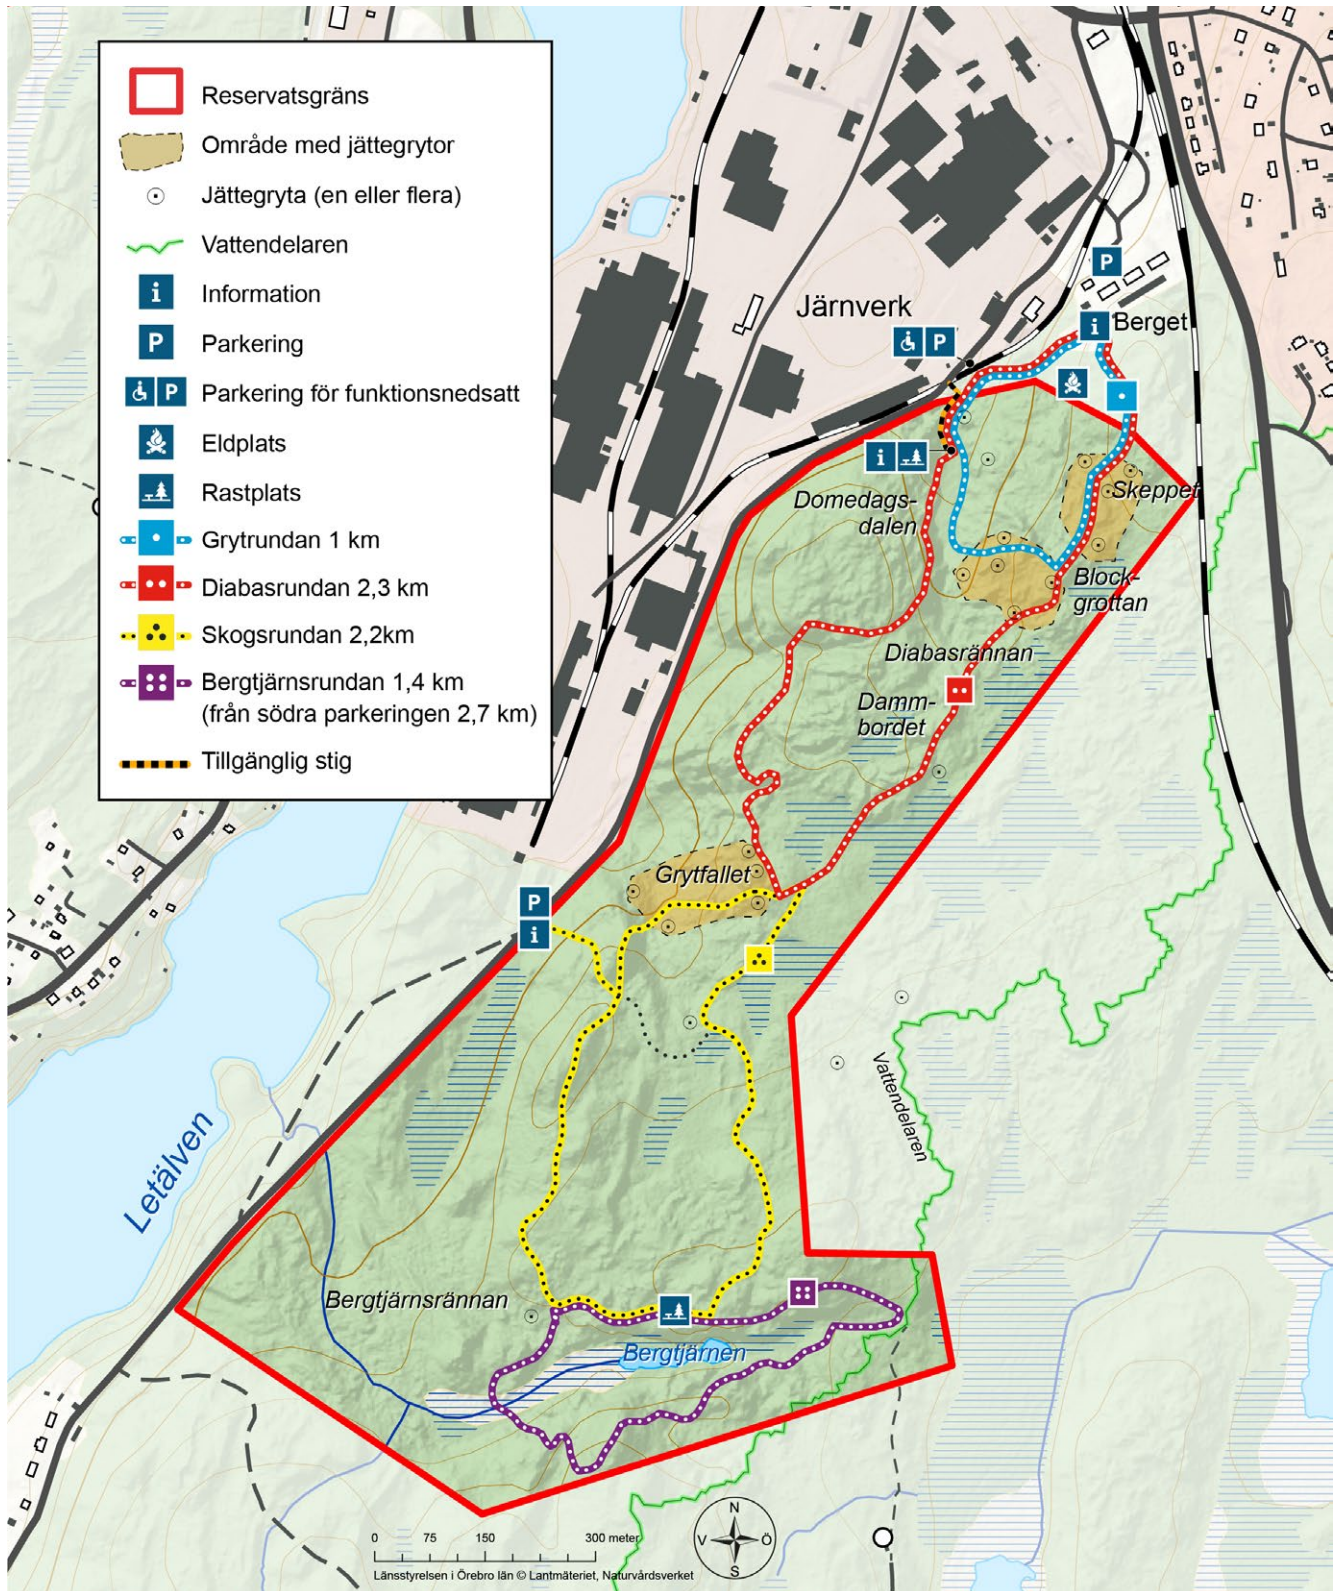 Reservatsgräns
Område med jättegrytor
Jättegryta (en eller flera)
Vattendelaren
i Information
P Parkering
P Parkering för funktionsnedsatt
Eldplats
Rastplats
Grytrundan 1 km
Diabasrundan 2,3 km
Skogsrundan 2,2km
Bergtjärnsrundan 1,4 km
(från södra parkeringen 2,7 km)
Tillgänglig stig
P
Järnverk
i Berget
P
i
Skeppet
Domedags-
dalen
Block-
grottan
Diabasrännan
Damm-
bordet
Grytfallet
P
i
Vattendelaren
Letälven
Bergtjärnsrännan
Bergtjärnen
0 75 150 300 meter
N
V Ö
S
Länsstyrelsen i Örebro län © Lantmäteriet, Naturvårdsverket